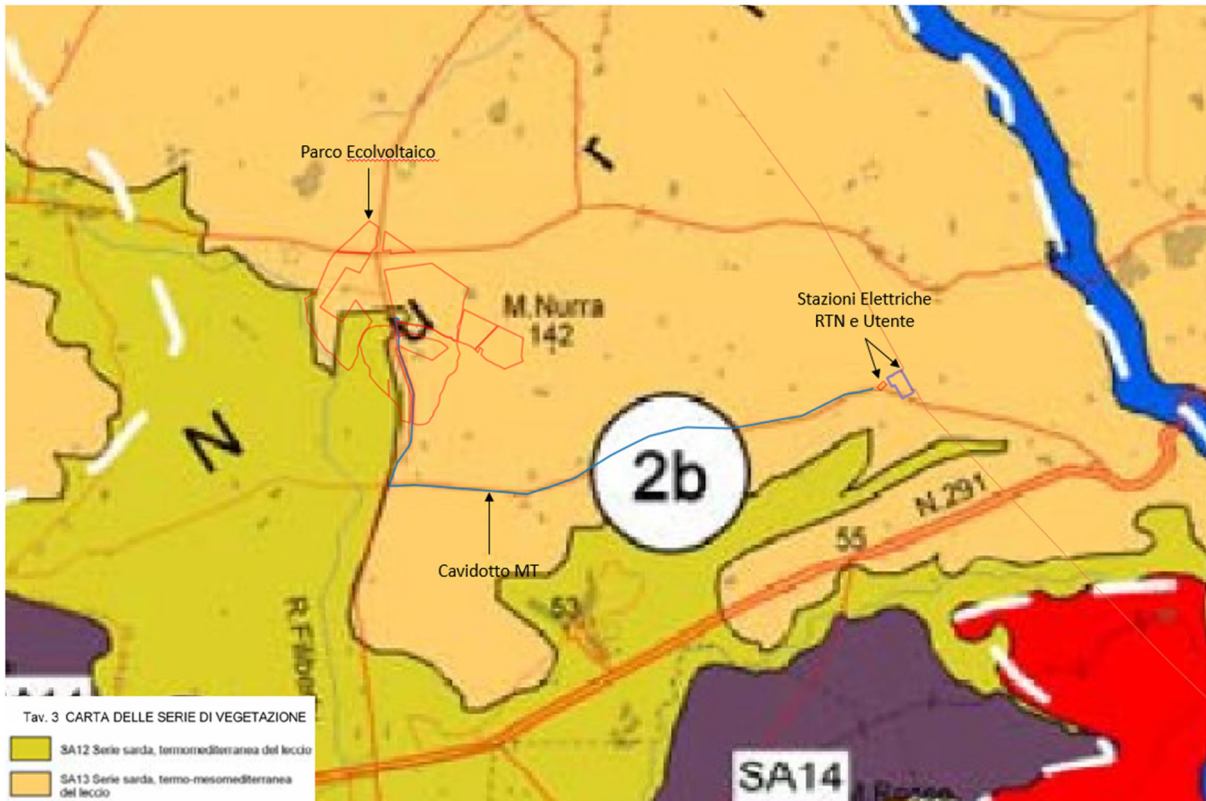 Parco Ecolvoltaico
r
Stazioni Elettriche
RTN e Utente
M.Nurra
142
U
N
2b
N.291
55
Cavidotto MT
53
Tav. 3 CARTA DELLE SERIE DI VEGETAZIONE
SA12 Serie sarda, termomediterranea del leccio
SA13 Serie sarda, termo-mesomediterranea
del leccio
SA14